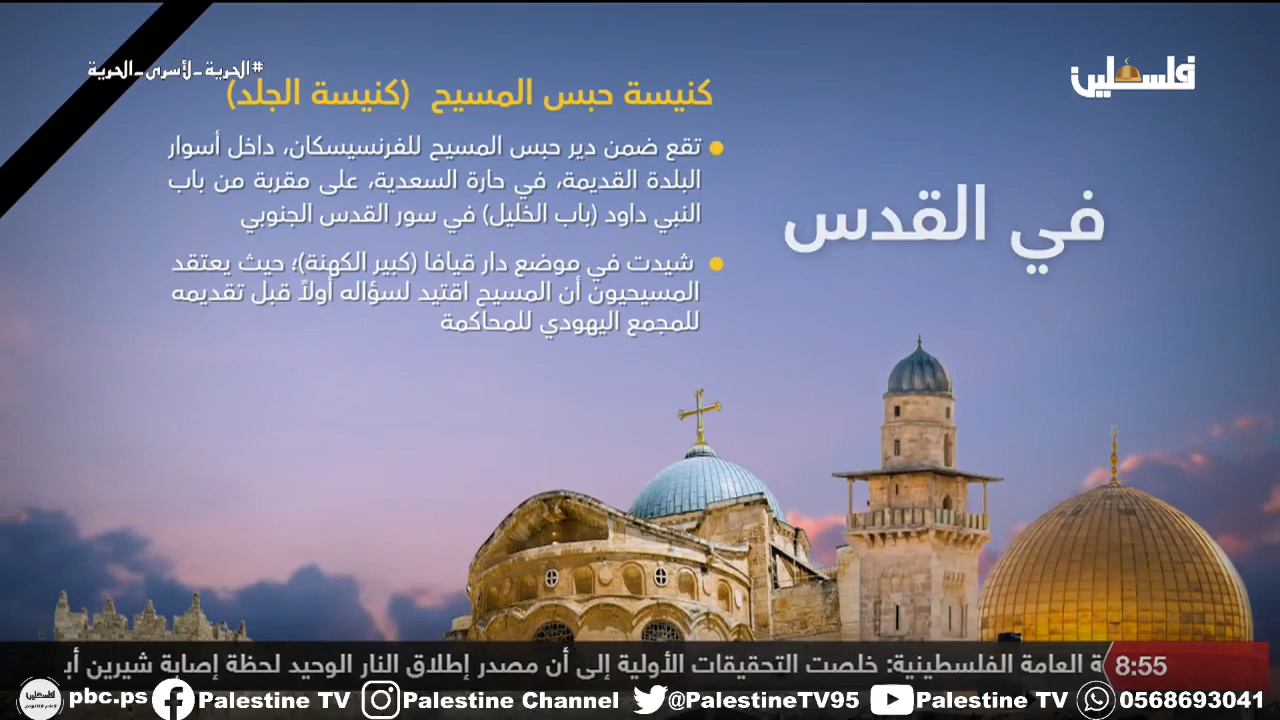 #الحرية_لأسرى_الحرية
فلسطين
كنيسة حبس المسيح (كنيسة الجلد)
تقع ضمن دير حبس المسيح للفرنسيسكان، داخل أسوار
البلدة القديمة، في حارة السعدية، على مقربة من باب
النبي داود (باب الخليل) في سور القدس الجنوبي
شيدت في موضع دار قيافا (كبير الكهنة)؛ حيث يعتقد
المسيحيون أن المسيح اقتيد لسؤاله أولاً قبل تقديمه
للمجمع اليهودي للمحاكمة
في القدس
ة العامة الفلسطينية: خلصت التحقيقات الأولية إلى أن مصدر إطلاق النار الوحيد لحظة إصابة شيرين أب
8:55
pbc.ps Palestine TV Palestine Channel @PalestineTV95 Palestine TV 0568693041